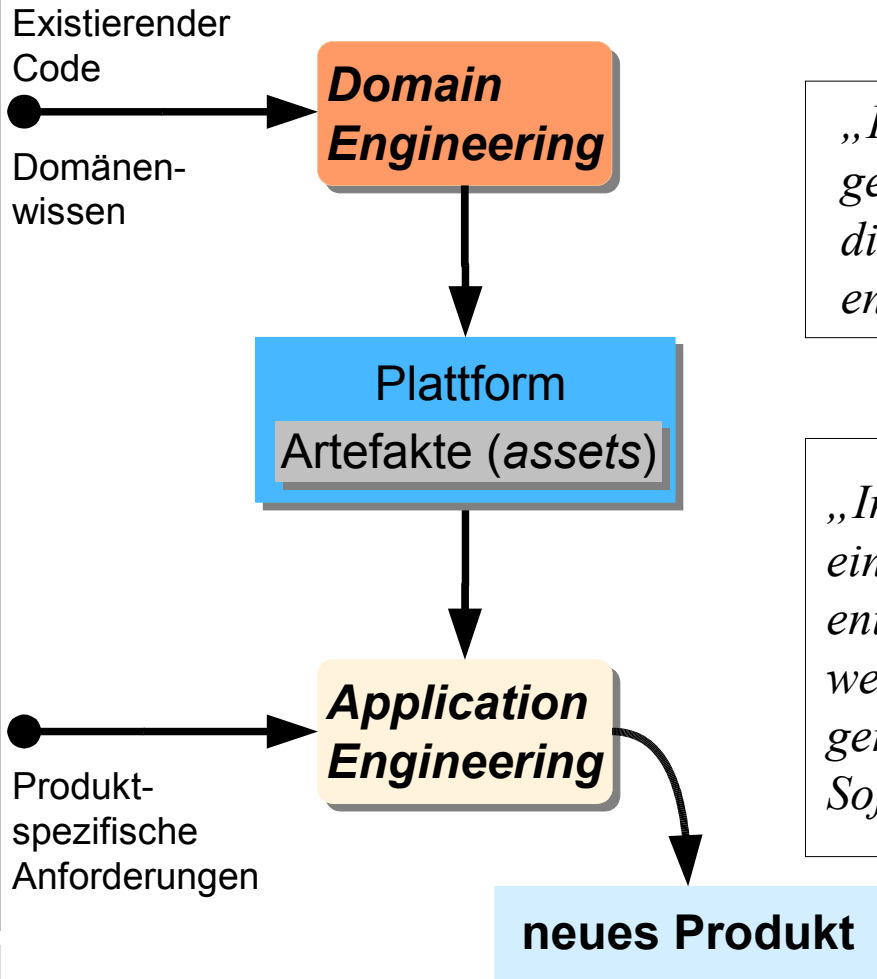 Existierender
Code
Domänen-
wissen
Domain
Engineering
Plattform
Artefakte (assets)
Produkt-
spezifische
Anforderungen
Application
Engineering
neues Produkt